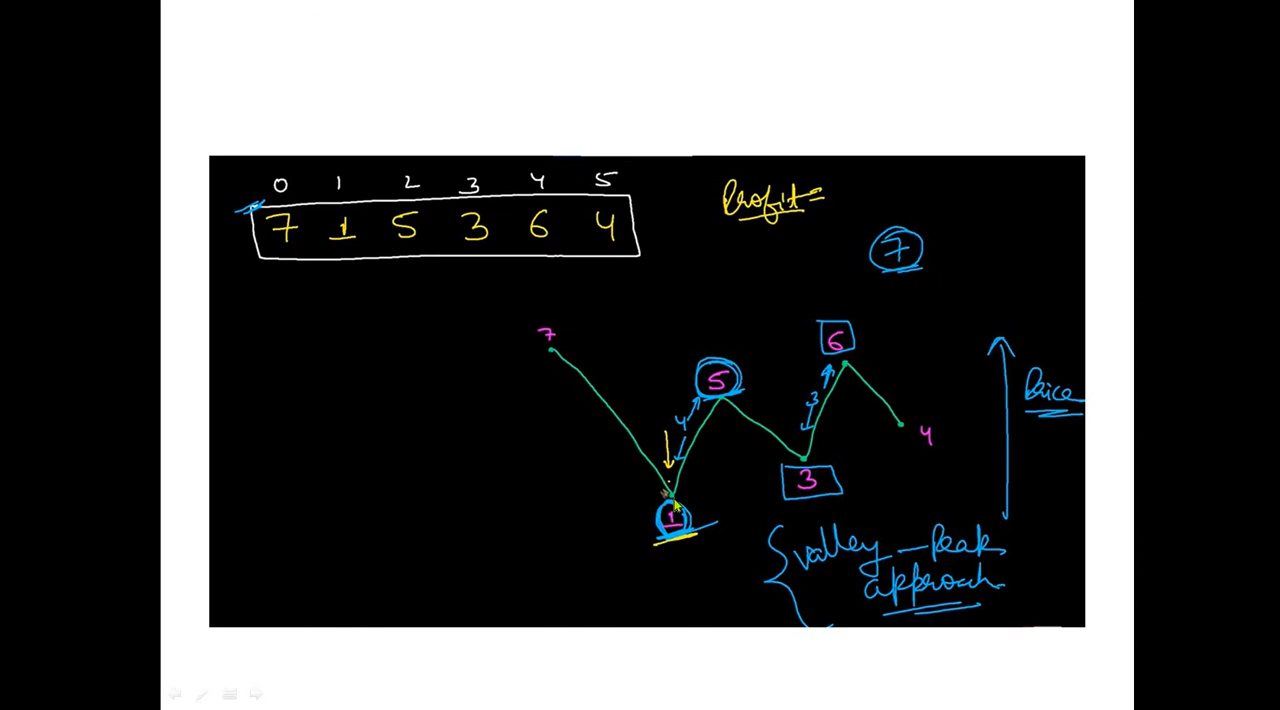 0 1 2 3 4 5
7 1 5 3 6 4
Profit =
7
7
6
5
3
4
Price
4
3
1
valley - Peak
approach